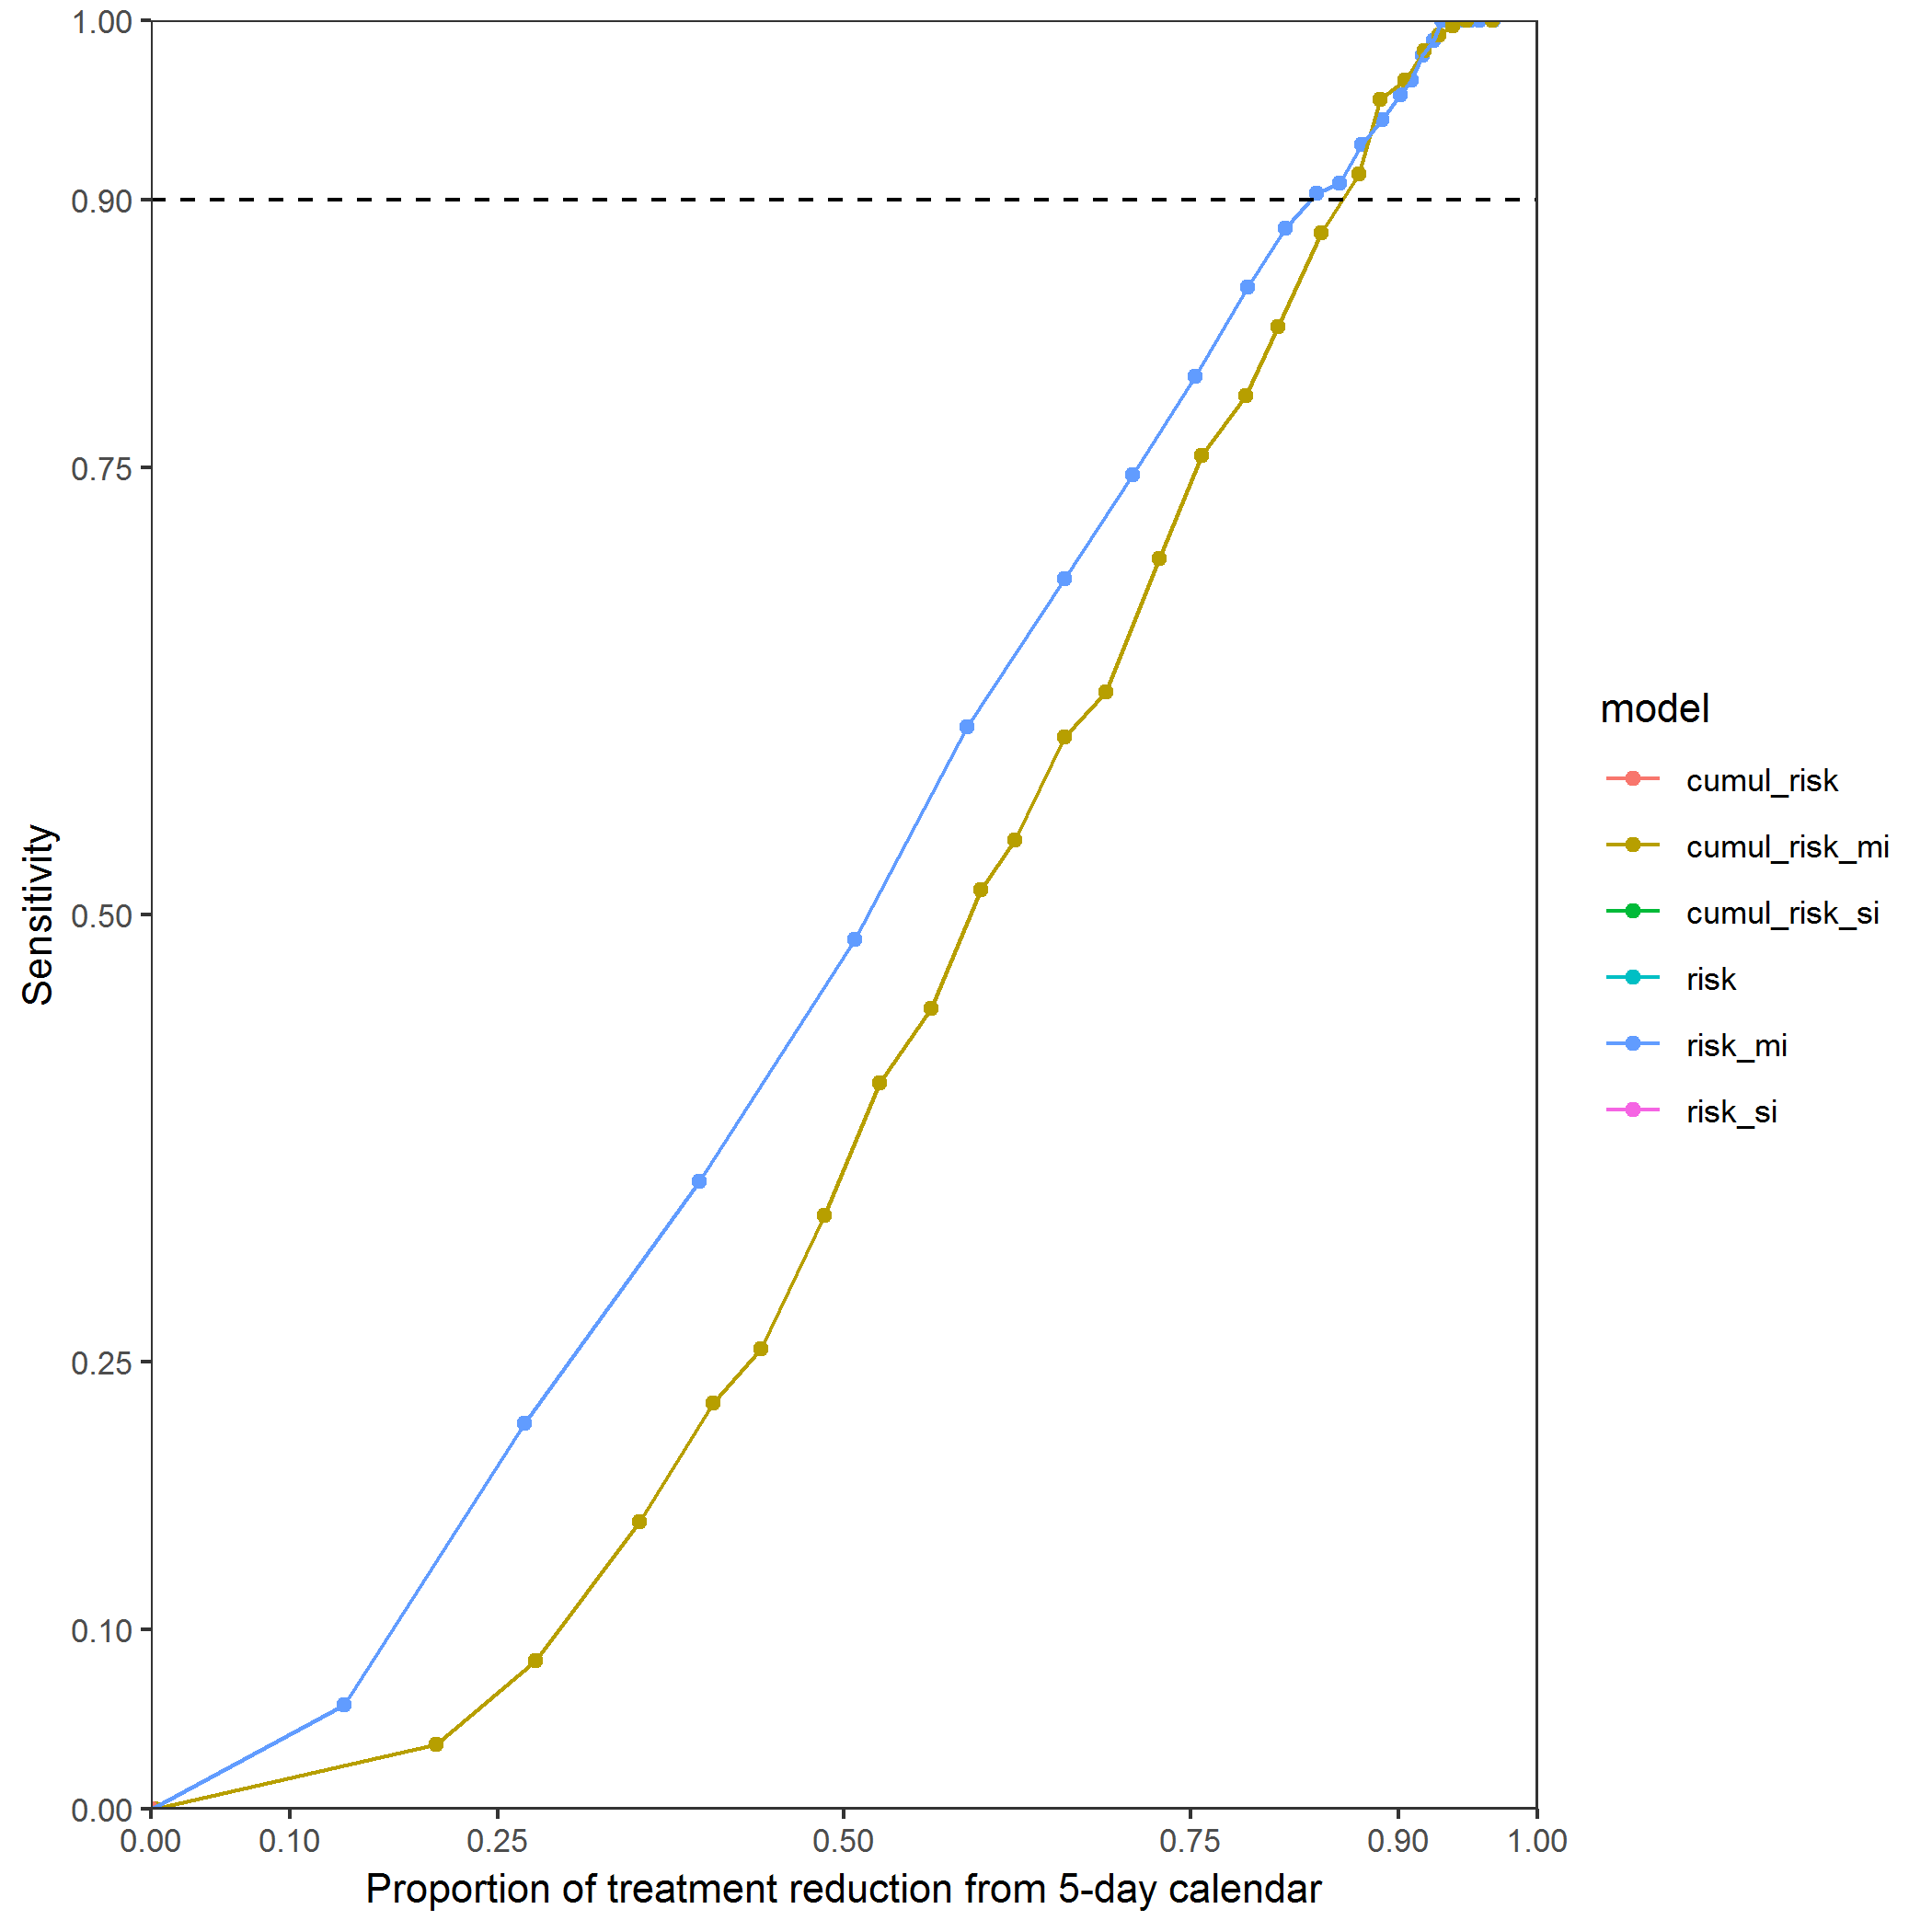 1.00
0.90
0.75
0.50
0.25
0.10
0.00
Sensitivity
0.00 0.10 0.25 0.50 0.75 0.90 1.00
Proportion of treatment reduction from 5-day calendar
model
cumul_risk
cumul_risk_mi
cumul_risk_si
risk
risk_mi
risk_si